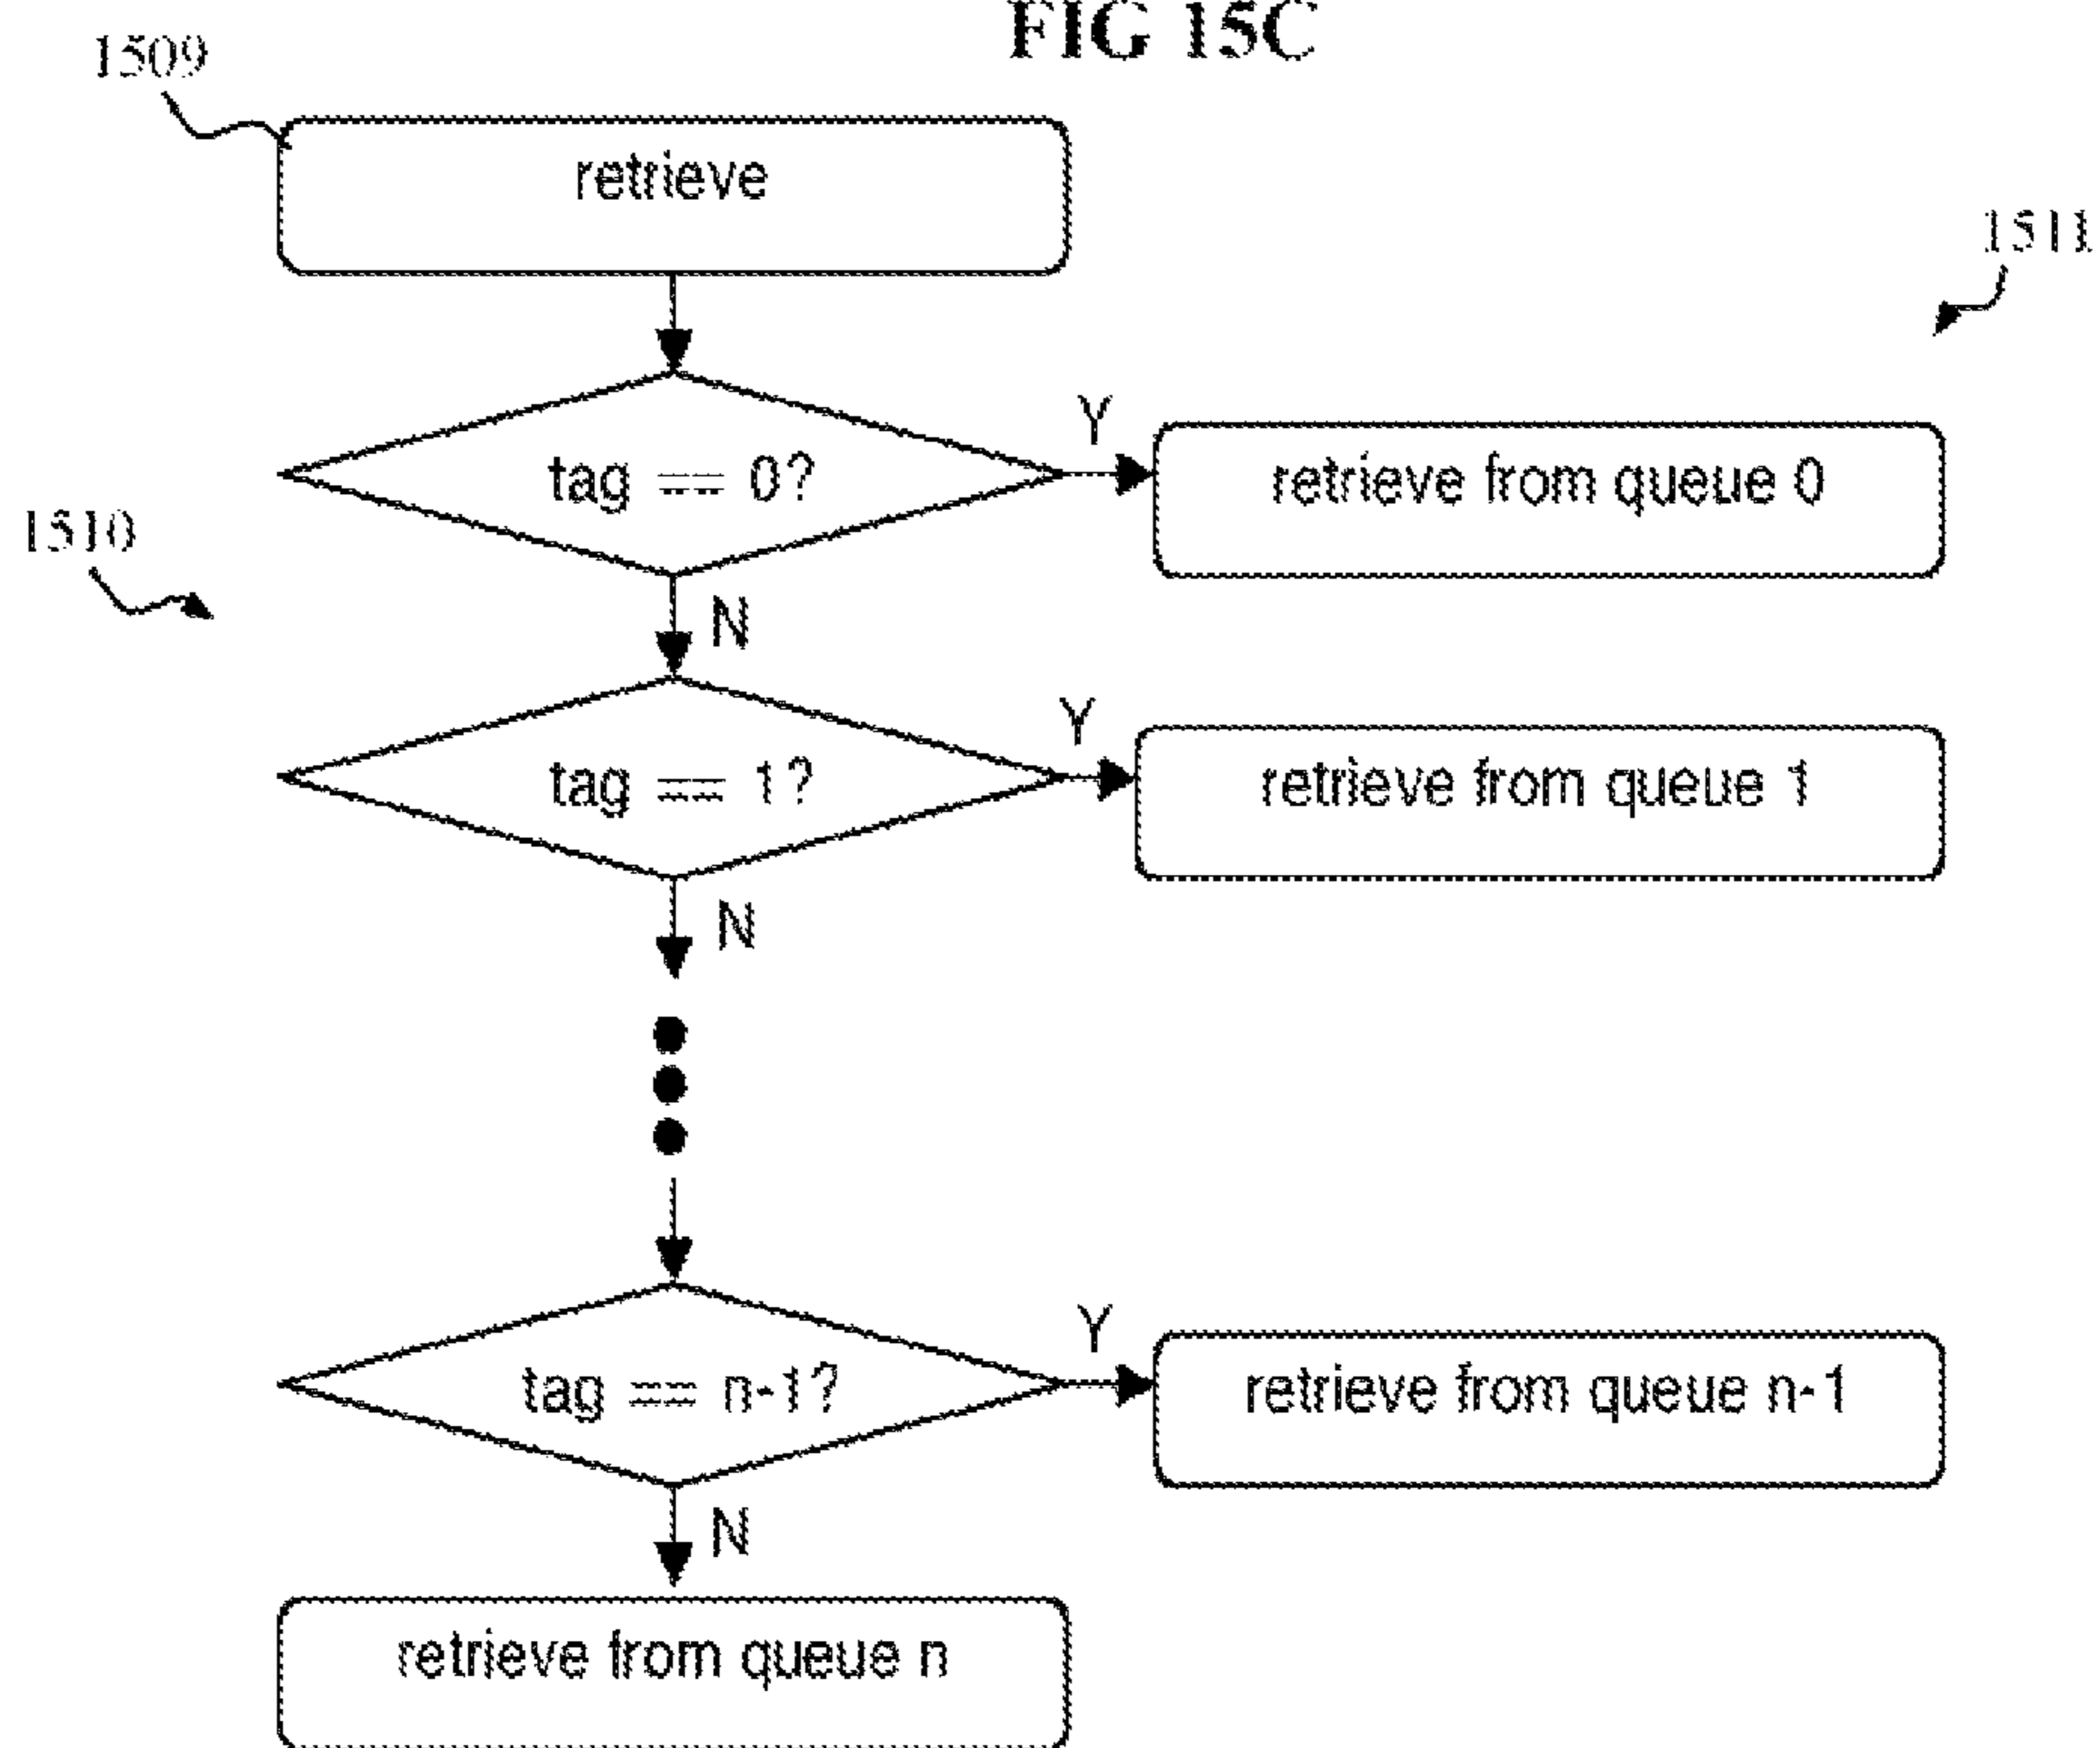 FIG 15C
1509
retrieve
1511
Y
tag == 0?
retrieve from queue 0
1510
N
Y
tag == 1?
retrieve from queue 1
N
Y
tag == n-1?
retrieve from queue n-1
N
retrieve from queue n